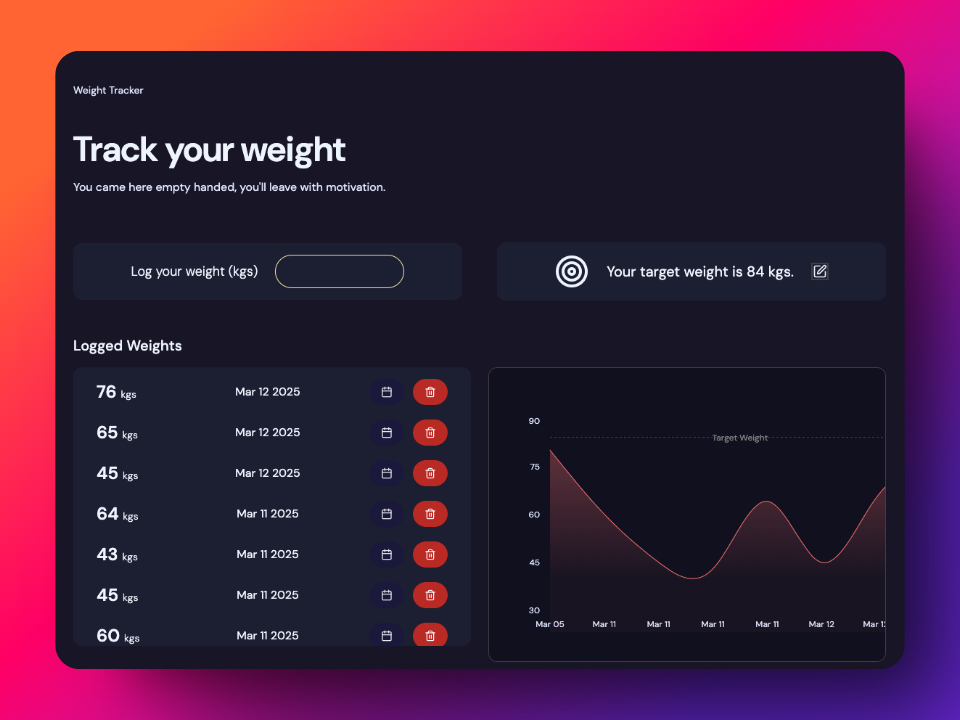 Weight Tracker
Track your weight
You came here empty handed, you'll leave with motivation.
Log your weight (kgs)
Your target weight is 84 kgs.
Logged Weights
76 kgs Mar 12 2025
65 kgs Mar 12 2025
45 kgs Mar 12 2025
64 kgs Mar 11 2025
43 kgs Mar 11 2025
45 kgs Mar 11 2025
60 kgs Mar 11 2025
90
Target Weight
75
60
45
30
Mar 05 Mar 11 Mar 11 Mar 11 Mar 11 Mar 12 Mar